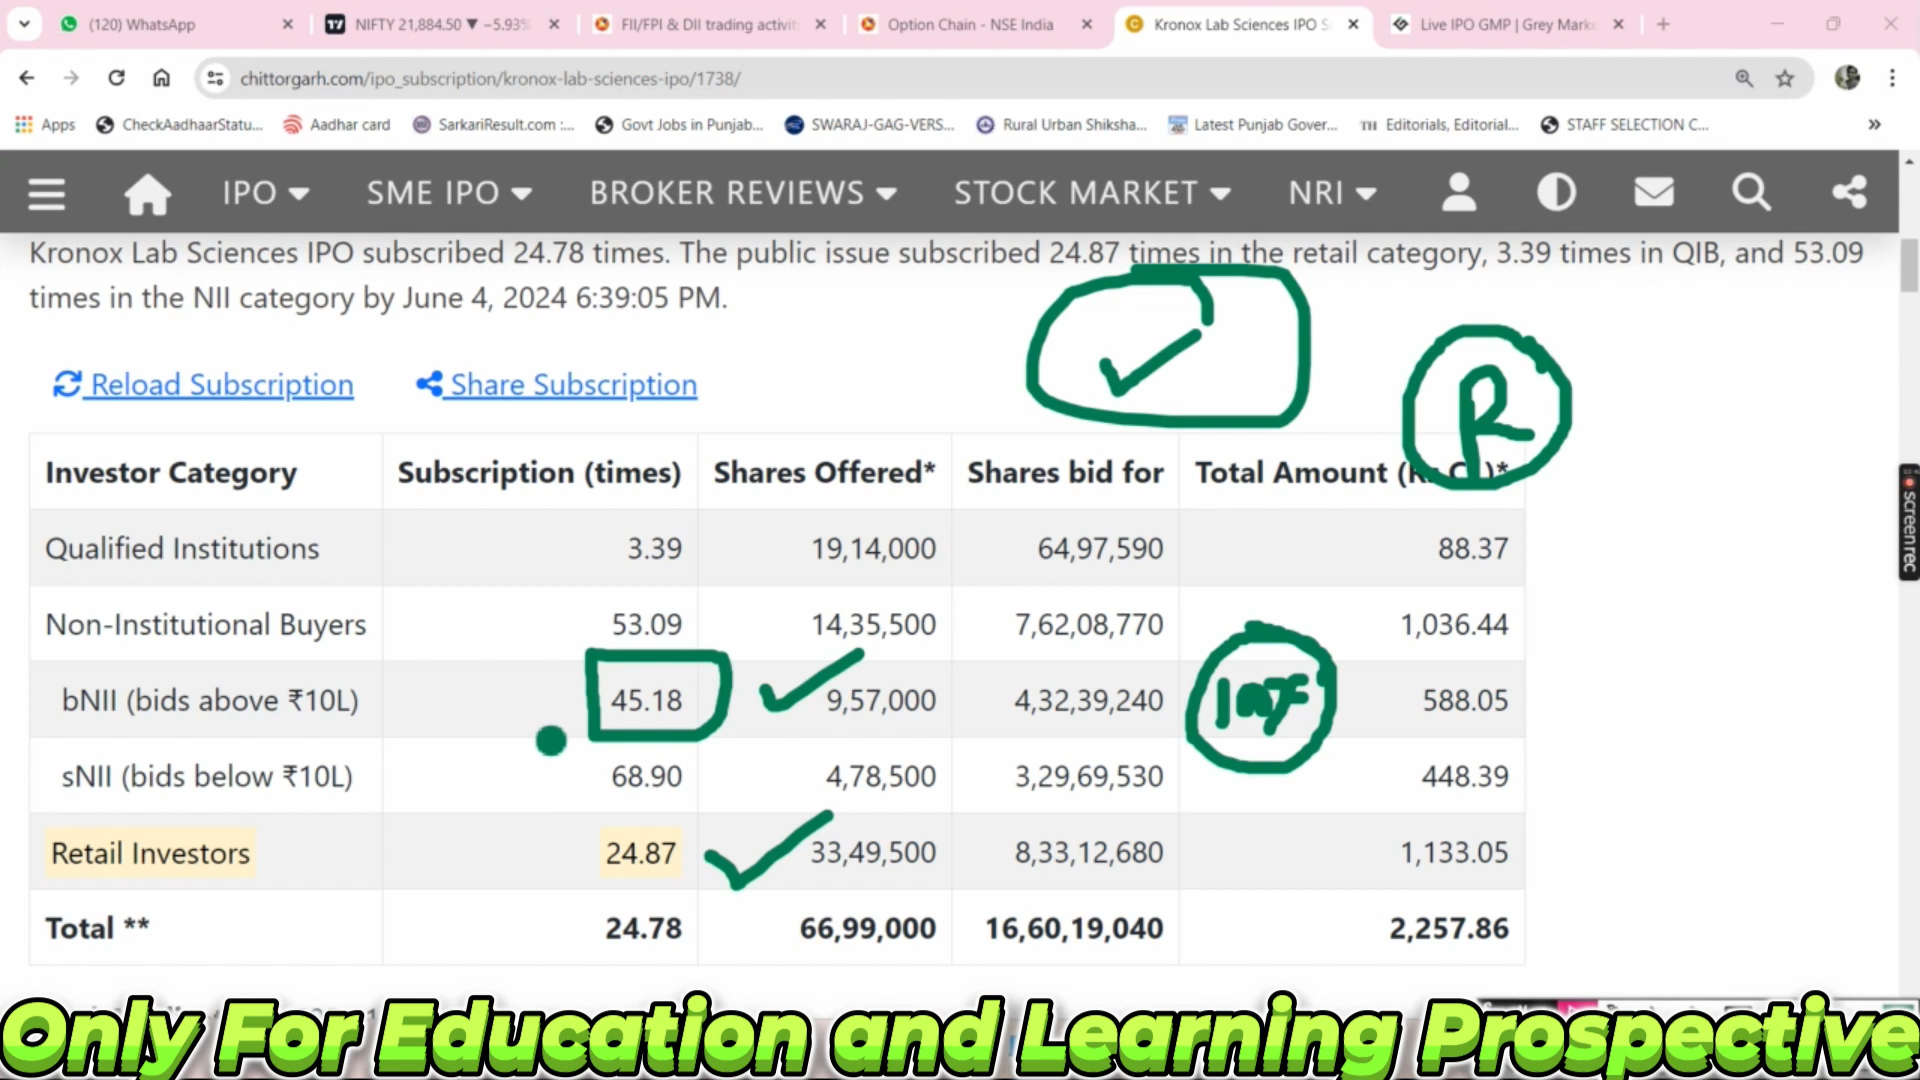 (120) WhatsApp
NIFTY 21,884.50 ▼ −5.93%
FII/FPI & DII trading activit
Option Chain - NSE India
Kronox Lab Sciences IPO S
Live IPO GMP | Grey Marke
chittorgarh.com/ipo_subscription/kronox-lab-sciences-ipo/1738/
Apps
CheckAadhaarStatu...
Aadhar card
SarkariResult.com :...
Govt Jobs in Punjab...
SWARAJ-GAG-VERS...
Rural Urban Shiksha...
Latest Punjab Gover...
TH Editorials, Editorial...
STAFF SELECTION C...
»
IPO
SME IPO
BROKER REVIEWS
STOCK MARKET
NRI
Kronox Lab Sciences IPO subscribed 24.78 times. The public issue subscribed 24.87 times in the retail category, 3.39 times in QIB, and 53.09
times in the NII category by June 4, 2024 6:39:05 PM.
Reload Subscription
Share Subscription
R
Investor Category Subscription (times) Shares Offered* Shares bid for Total Amount (Rs Cr.)*
Qualified Institutions 3.39 19,14,000 64,97,590 88.37
Non-Institutional Buyers 53.09 14,35,500 7,62,08,770 1,036.44
bNII (bids above ₹10L) 45.18 9,57,000 4,32,39,240 588.05
sNII (bids below ₹10L) 68.90 4,78,500 3,29,69,530 448.39
Retail Investors 24.87 33,49,500 8,33,12,680 1,133.05
Total ** 24.78 66,99,000 16,60,19,040 2,257.86
screenrec
Only For Education and Learning Prospective